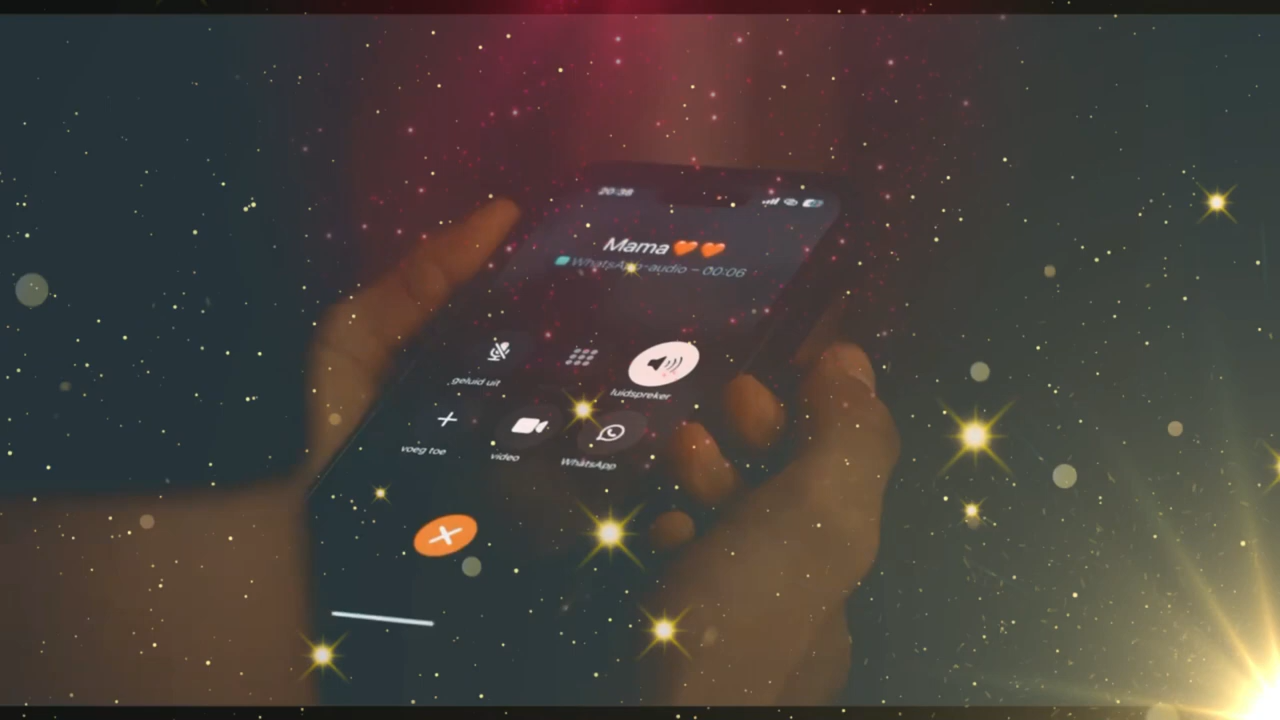 20:38
Mama 🧡🧡
WhatsApp-audio – 00:06
geluid uit
luidspreker
voeg toe
video
WhatsApp